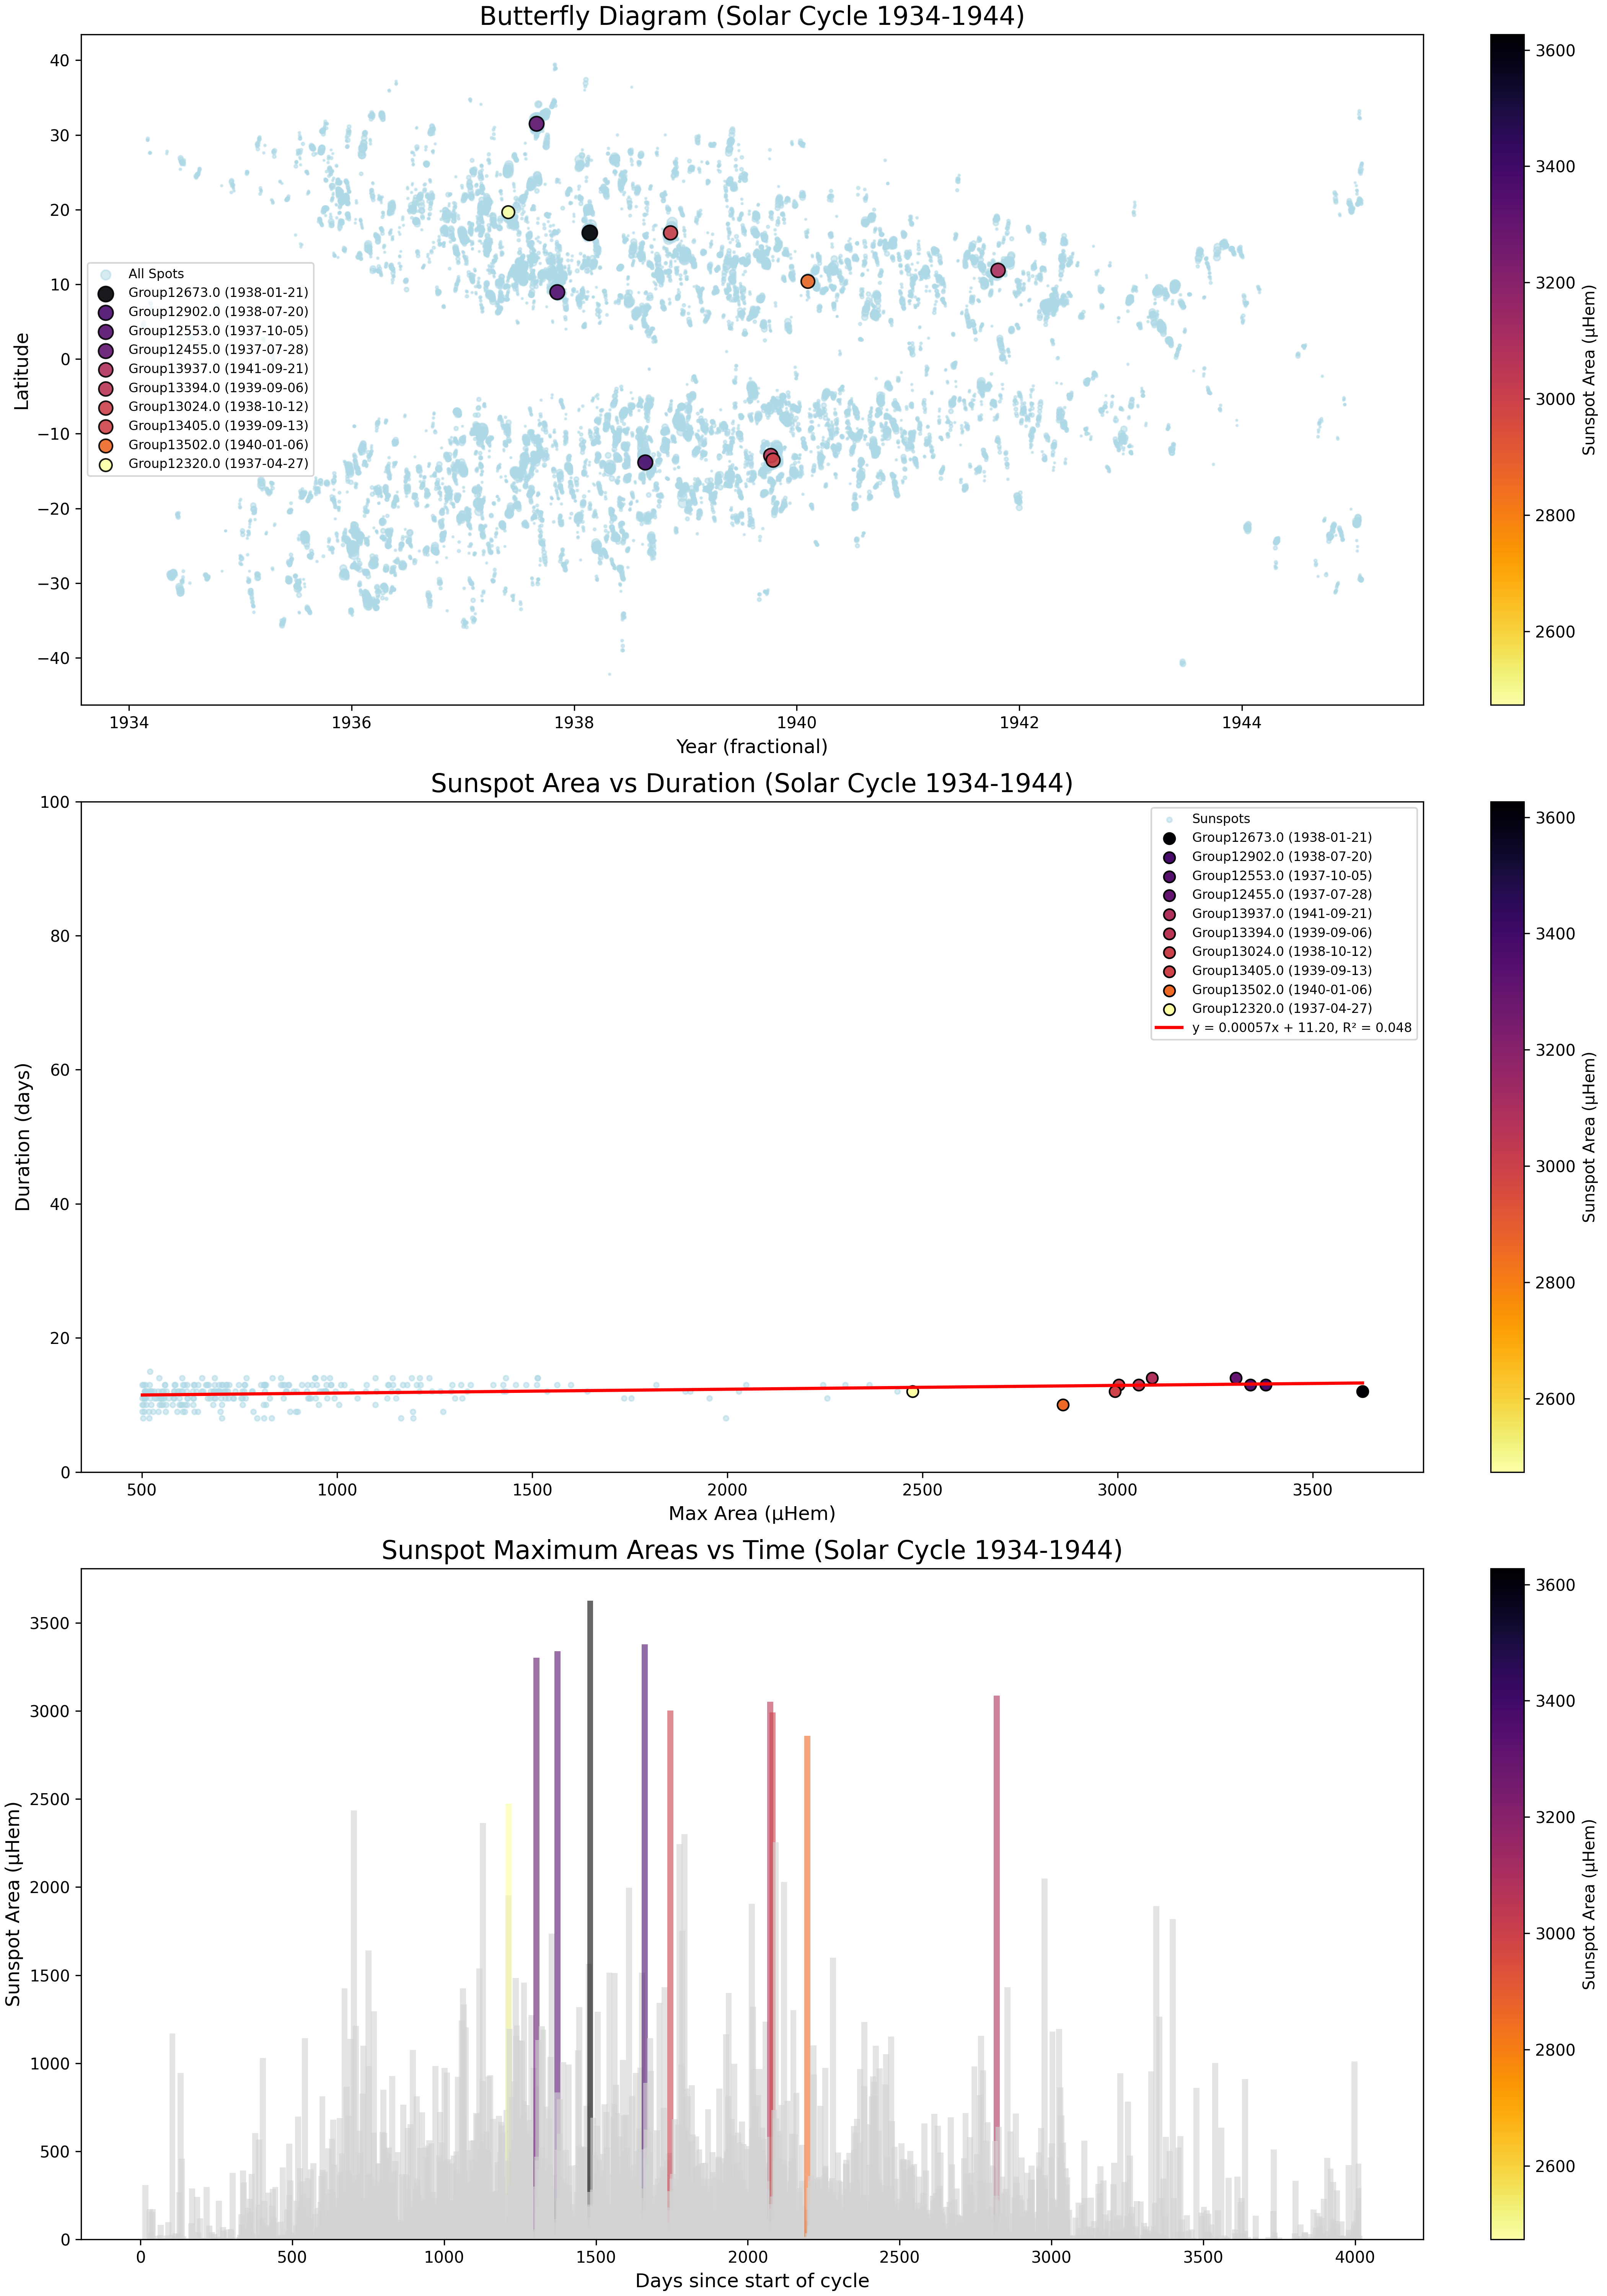 Butterfly Diagram (Solar Cycle 1934-1944)
40
30
20
10
0
−10
−20
−30
−40
Latitude
All Spots
Group12673.0 (1938-01-21)
Group12902.0 (1938-07-20)
Group12553.0 (1937-10-05)
Group12455.0 (1937-07-28)
Group13937.0 (1941-09-21)
Group13394.0 (1939-09-06)
Group13024.0 (1938-10-12)
Group13405.0 (1939-09-13)
Group13502.0 (1940-01-06)
Group12320.0 (1937-04-27)
1934 1936 1938 1940 1942 1944
Year (fractional)
3600
3400
3200
3000
2800
2600
Sunspot Area (µHem)
Sunspot Area vs Duration (Solar Cycle 1934-1944)
100
80
60
40
20
0
Duration (days)
Sunspots
Group12673.0 (1938-01-21)
Group12902.0 (1938-07-20)
Group12553.0 (1937-10-05)
Group12455.0 (1937-07-28)
Group13937.0 (1941-09-21)
Group13394.0 (1939-09-06)
Group13024.0 (1938-10-12)
Group13405.0 (1939-09-13)
Group13502.0 (1940-01-06)
Group12320.0 (1937-04-27)
y = 0.00057x + 11.20, R² = 0.048
500 1000 1500 2000 2500 3000 3500
Max Area (µHem)
3600
3400
3200
3000
2800
2600
Sunspot Area (µHem)
Sunspot Maximum Areas vs Time (Solar Cycle 1934-1944)
3500
3000
2500
2000
1500
1000
500
0
Sunspot Area (µHem)
0 500 1000 1500 2000 2500 3000 3500 4000
Days since start of cycle
3600
3400
3200
3000
2800
2600
Sunspot Area (µHem)